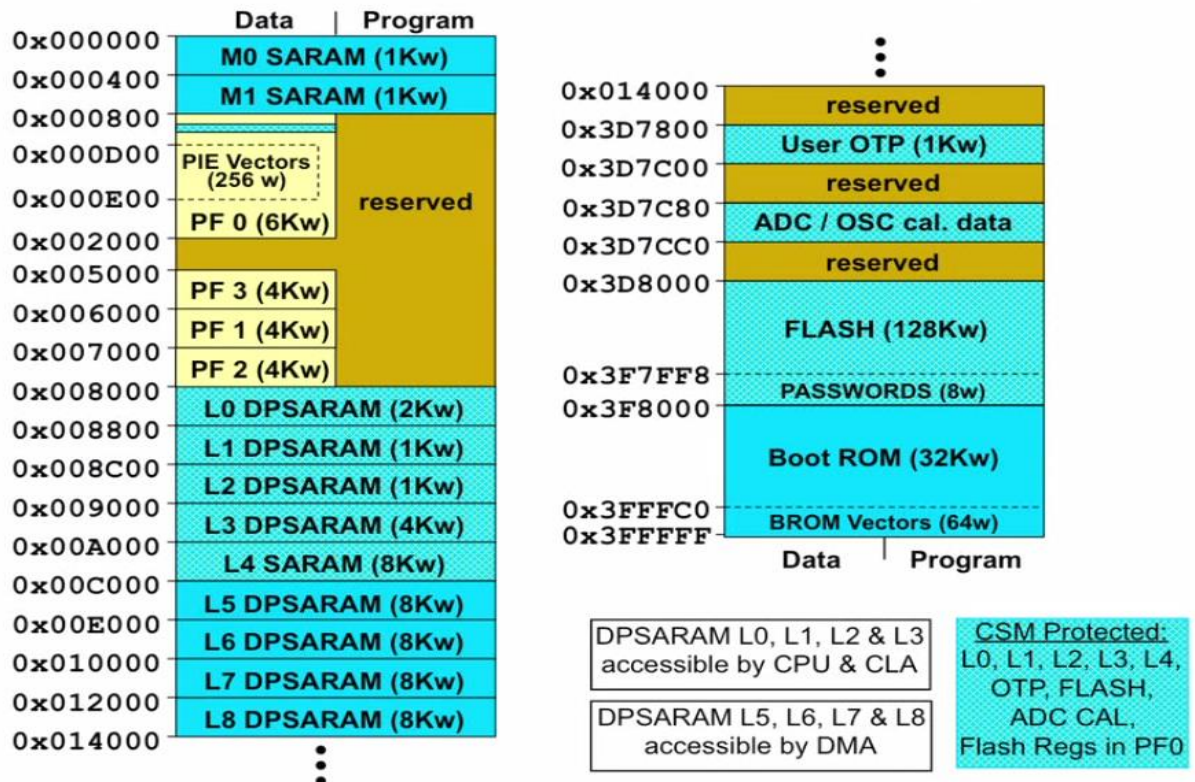 Data | Program
0x000000
M0 SARAM (1Kw)
0x000400
M1 SARAM (1Kw)
0x000800
0x000D00
PIE Vectors
(256 w)
0x000E00
reserved
PF 0 (6Kw)
0x002000
0x005000
PF 3 (4Kw)
0x006000
PF 1 (4Kw)
0x007000
PF 2 (4Kw)
0x008000
L0 DPSARAM (2Kw)
0x008800
L1 DPSARAM (1Kw)
0x008C00
L2 DPSARAM (1Kw)
0x009000
L3 DPSARAM (4Kw)
0x00A000
L4 SARAM (8Kw)
0x00C000
L5 DPSARAM (8Kw)
0x00E000
L6 DPSARAM (8Kw)
0x010000
L7 DPSARAM (8Kw)
0x012000
L8 DPSARAM (8Kw)
0x014000
0x014000
reserved
0x3D7800
User OTP (1Kw)
0x3D7C00
reserved
0x3D7C80
ADC / OSC cal. data
0x3D7CC0
reserved
0x3D8000
FLASH (128Kw)
0x3F7FF8
PASSWORDS (8w)
0x3F8000
Boot ROM (32Kw)
0x3FFFC0
BROM Vectors (64w)
0x3FFFFF
Data | Program
DPSARAM L0, L1, L2 & L3
accessible by CPU & CLA
DPSARAM L5, L6, L7 & L8
accessible by DMA
CSM Protected:
L0, L1, L2, L3, L4,
OTP, FLASH,
ADC CAL,
Flash Regs in PF0